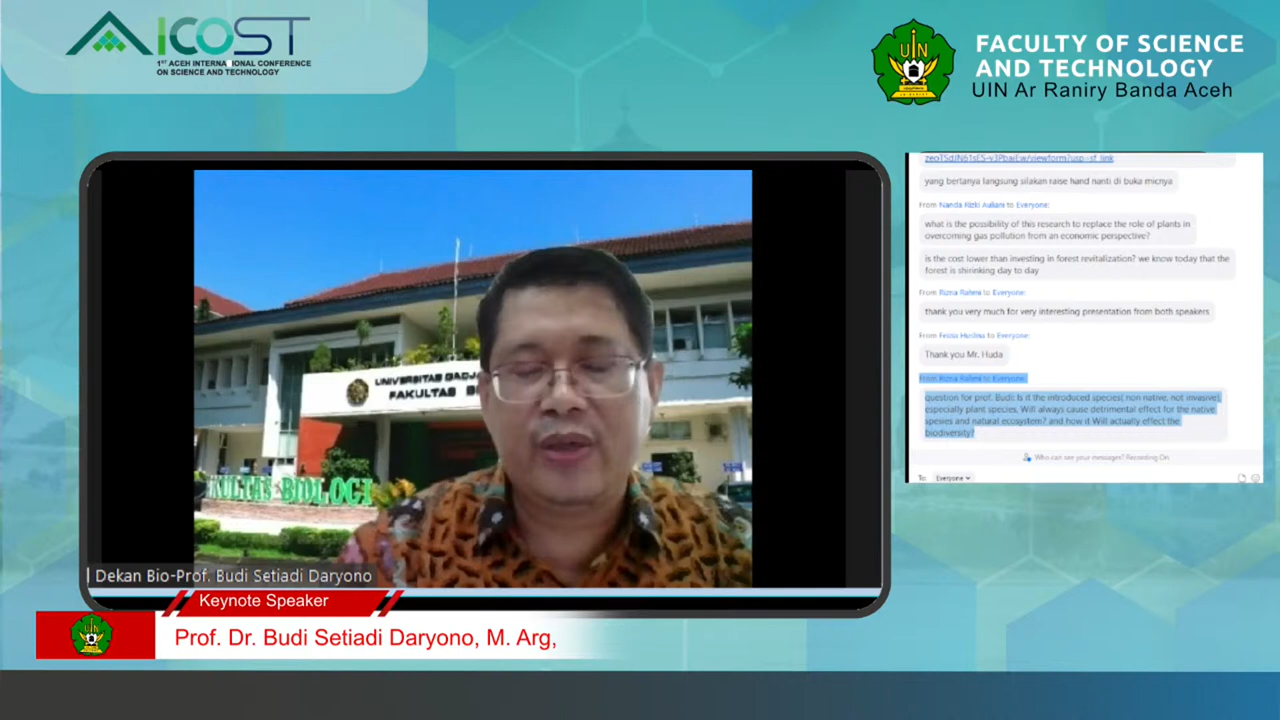 AICOST
1ST ACEH INTERNATIONAL CONFERENCE
ON SCIENCE AND TECHNOLOGY
UIN
FACULTY OF SCIENCE
AND TECHNOLOGY
UIN Ar Raniry Banda Aceh
yang bertanya langsung silakan raise hand nanti di buka micnya
From Nanda Rizki Auliani to Everyone:
what is the possibility of this research to replace the role of plants in
overcoming gas pollution from an economic perspective?
is the cost lower than investing in forest revitalization? we know today that the
forest is shirinking day to day
From Rizna Rahmi to Everyone:
thank you very much for very interesting presentation from both speakers
to Everyone:
Thank you Mr. Huda
From Rizna Rahmi to Everyone:
question for prof. Budi: Is it the introduced species( non native, not invasive),
especially plant species, Will always cause detrimental effect for the native
spesies and natural ecosystem? and how it Will actually effect the
biodiversity?
Who can see your messages? Recording On
To: Everyone
UNIVERSITAS GADJA
FAKULTAS B
KULTAS BIOLOGI
Dekan Bio-Prof. Budi Setiadi Daryono
Keynote Speaker
UIN
Prof. Dr. Budi Setiadi Daryono, M. Arg,